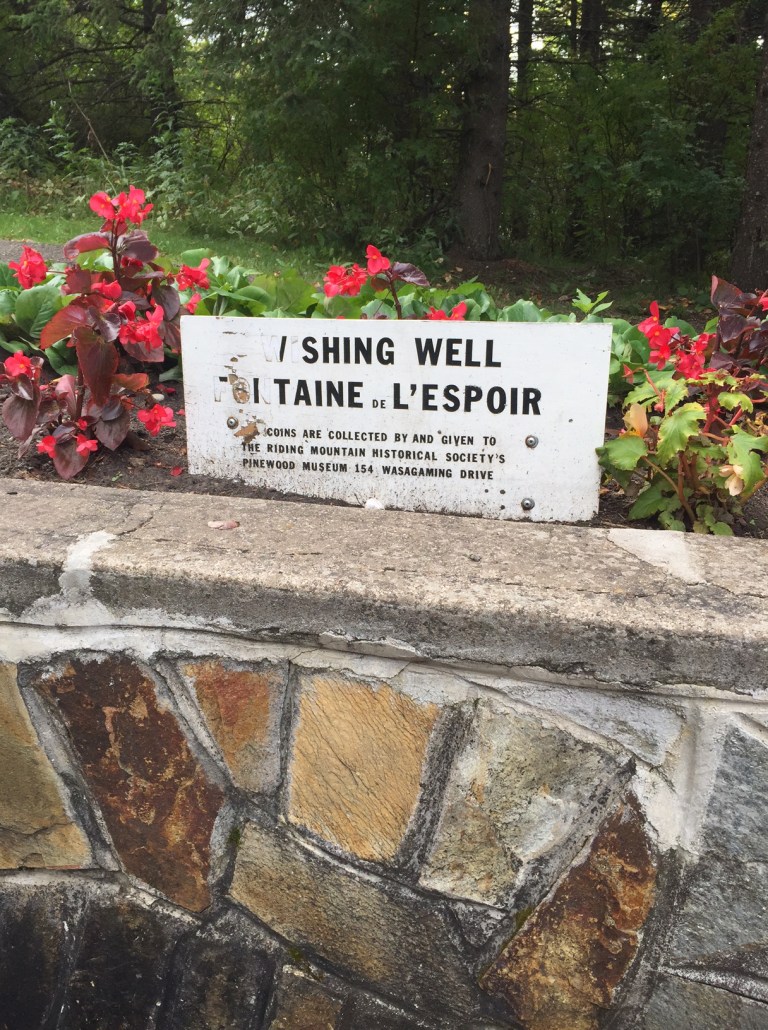 WISHING WELL
FONTAINE DE L'ESPOIR
COINS ARE COLLECTED BY AND GIVEN TO
THE RIDING MOUNTAIN HISTORICAL SOCIETY'S
PINEWOOD MUSEUM 154 WASAGAMING DRIVE